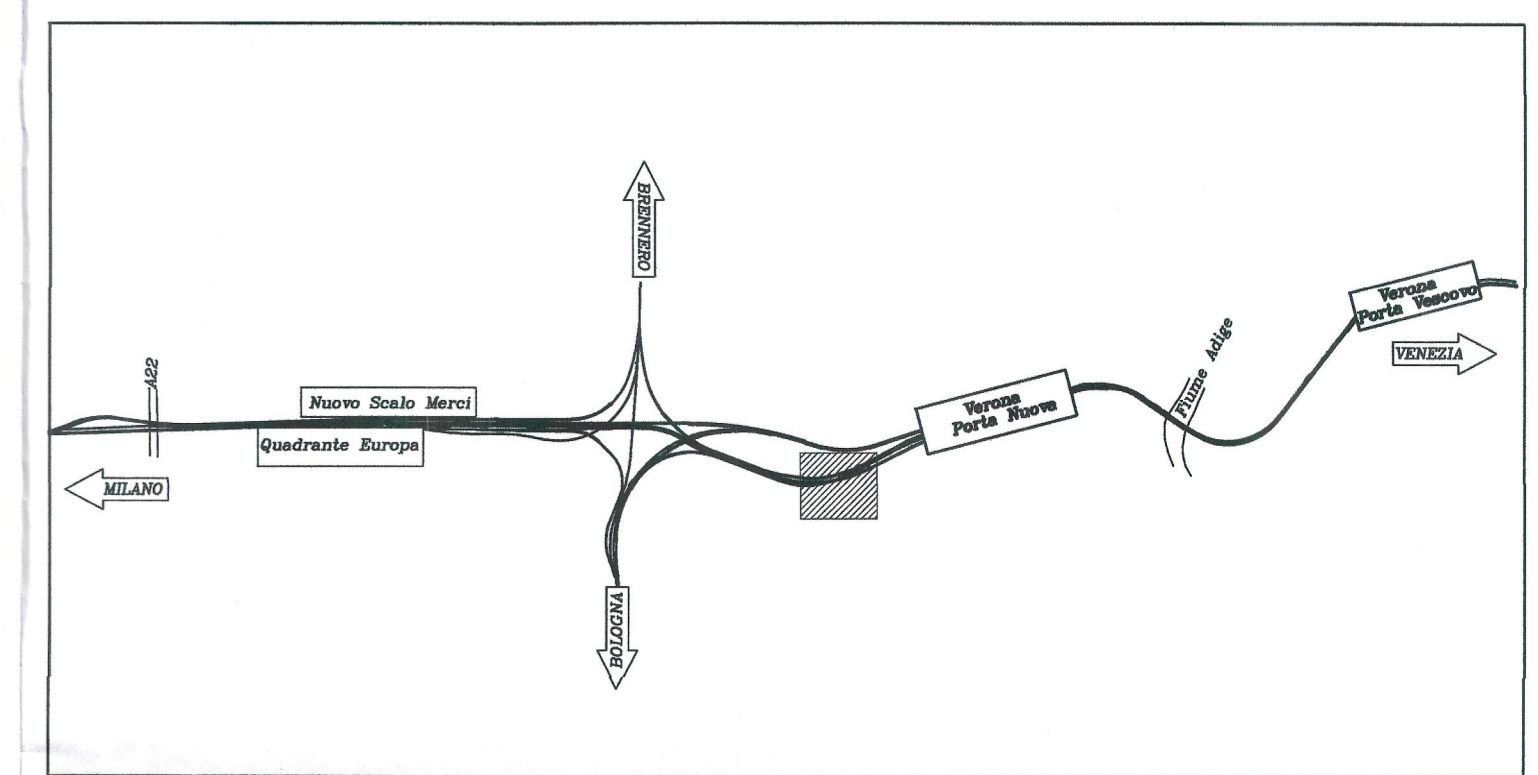 BRENNERO
Verona
Porta Vescovo
VENEZIA
Fiume Adige
A22
Nuovo Scalo Merci
Verona
Porta Nuova
Quadrante Europa
MILANO
BOLOGNA